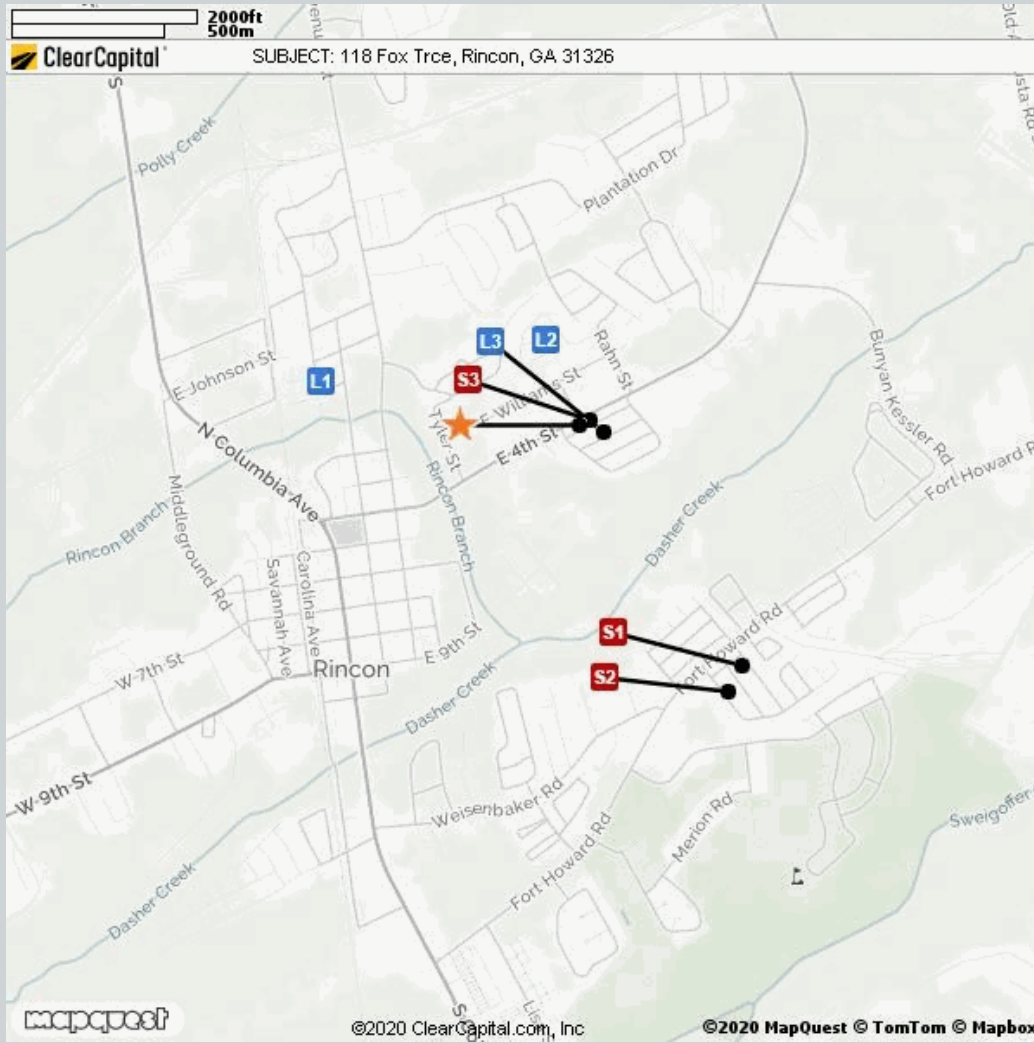 2000ft
500m
ClearCapital
SUBJECT: 118 Fox Trce, Rincon, GA 31326
Polly Creek
Plantation Dr
E Johnson St
L1
L3
L2
S3
Rahn St
E Williams St
Tyler St
E 4th St
N Columbia Ave
Bunyan Kessler Rd
Fort Howard R
Middleground Rd
Rincon Branch
Rincon Branch
Dasher Creek
Savannah Ave
Carolina Ave
E 9th St
W 7th St
Rincon
S1
S2
Fort Howard Rd
Dasher Creek
W 9th St
Weisenbaker Rd
Merion Rd
Fort Howard Rd
Sweigoffer
Dasher Creek
mapquest
©2020 ClearCapital.com, Inc
©2020 MapQuest © TomTom © Mapbox